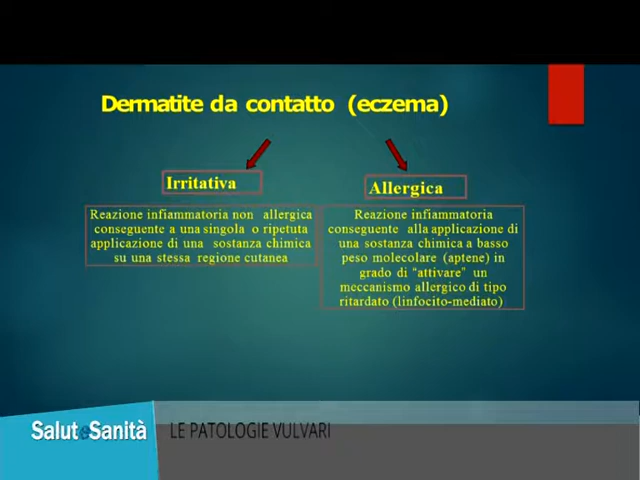 Dermatite da contatto (eczema)
Irritativa
Reazione infiammatoria non allergica
conseguente a una singola o ripetuta
applicazione di una sostanza chimica
su una stessa regione cutanea
Allergica
Reazione infiammatoria
conseguente alla applicazione di
una sostanza chimica a basso
peso molecolare (aptene) in
grado di "attivare" un
meccanismo allergico di tipo
ritardato (linfocito-mediato)
Salute Sanità
LE PATOLOGIE VULVARI